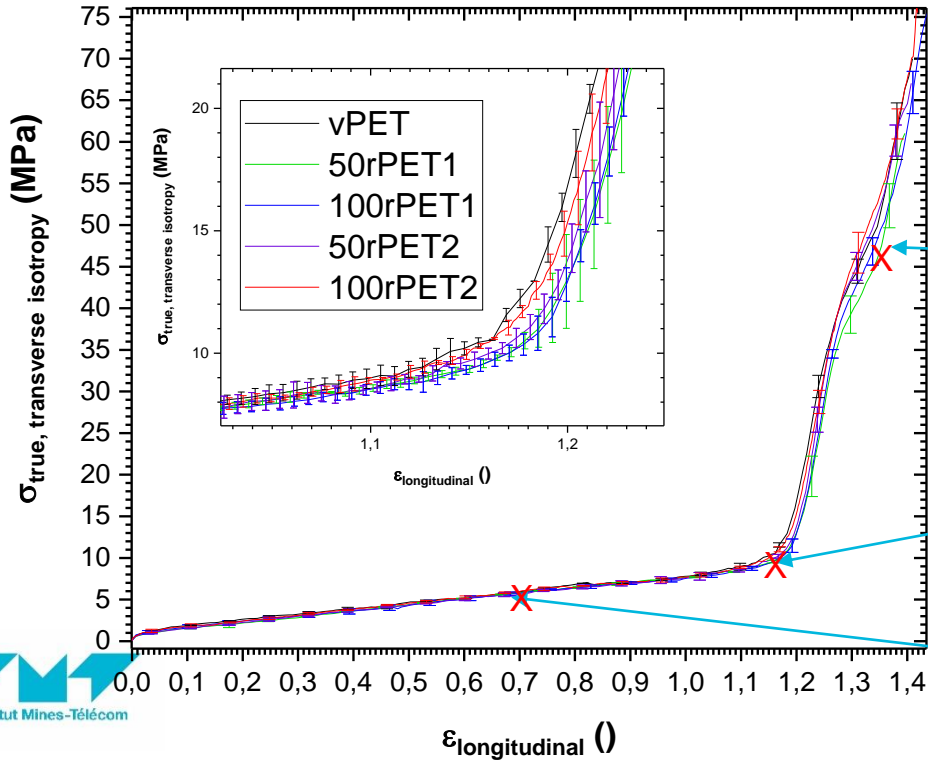 75
70
65
60
55
50
45
40
35
30
25
20
15
10
5
0
σtrue, transverse isotropy (MPa)
20
15
10
σtrue, transverse isotropy (MPa)
vPET
50rPET1
100rPET1
50rPET2
100rPET2
1,1 1,2
εlongitudinal ()
0,0 0,1 0,2 0,3 0,4 0,5 0,6 0,7 0,8 0,9 1,0 1,1 1,2 1,3 1,4
εlongitudinal ()
tut Mines-Télécom